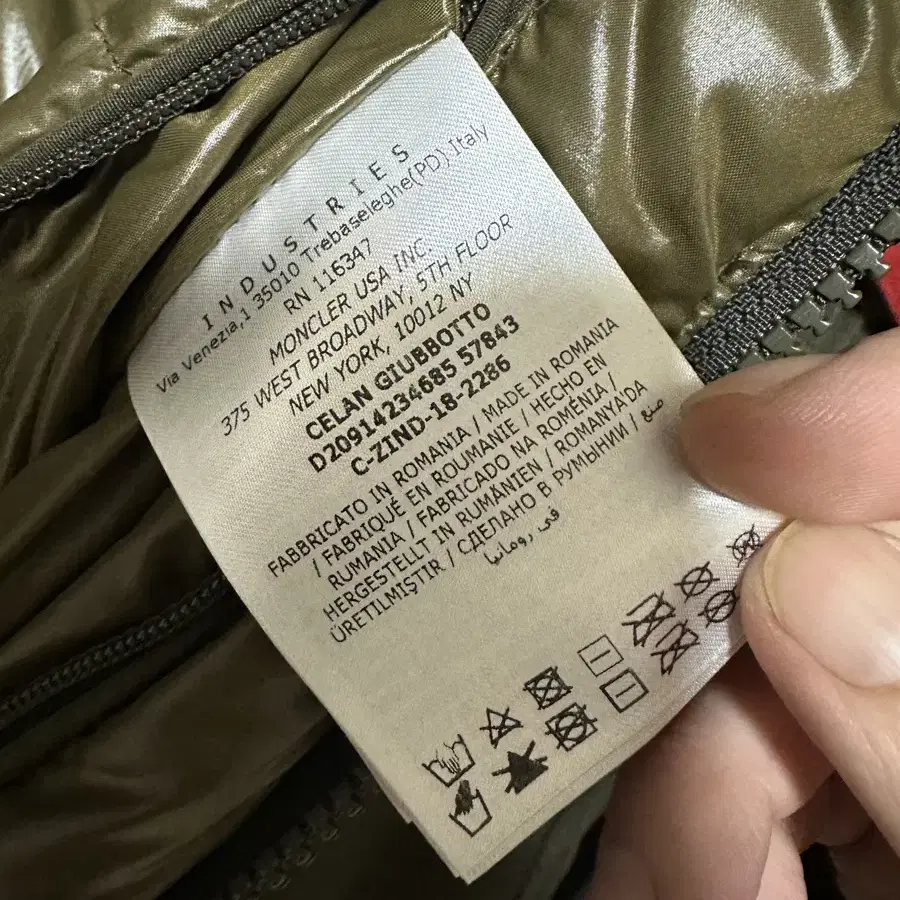 INDUSTRIES
Via Venezia,1 35010 Trebaseleghe(PD).Italy
RN 116347
MONCLER USA INC.
375 WEST BROADWAY, 5TH FLOOR
NEW YORK, 10012 NY
CELAN GIUBBOTTO
D20914234685 57843
C-ZIND-18-2286
FABBRICATO IN ROMANIA / MADE IN ROMANIA
/ FABRIQUÉ EN ROUMANIE / HECHO EN
RUMANIA / FABRICADO NA ROMÉNIA /
HERGESTELLT IN RUMÄNIEN / ROMANYA'DA
ÜRETILMIŞTIR / СДЕЛАНО В РУМЫНИИ / صنع
في رومانيا